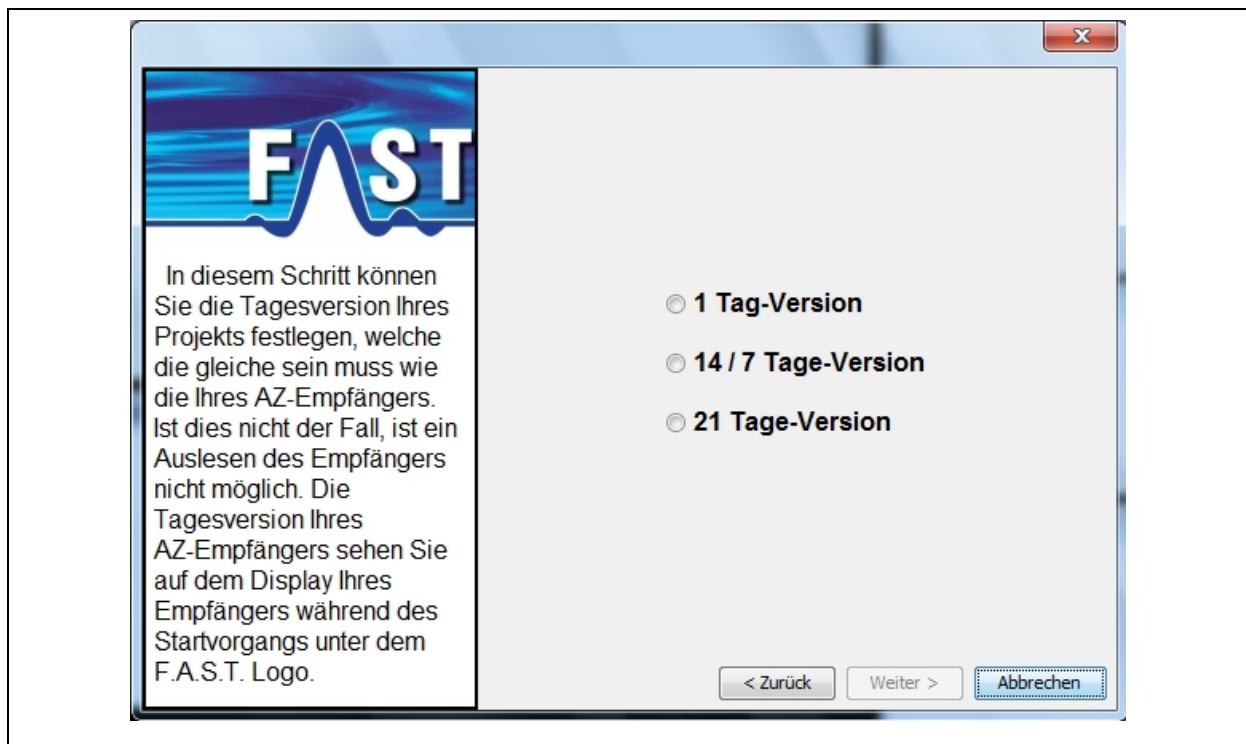 X
FAST
In diesem Schritt können
Sie die Tagesversion Ihres
Projekts festlegen, welche
die gleiche sein muss wie
die Ihres AZ-Empfängers.
Ist dies nicht der Fall, ist ein
Auslesen des Empfängers
nicht möglich. Die
Tagesversion Ihres
AZ-Empfängers sehen Sie
auf dem Display Ihres
Empfängers während des
Startvorgangs unter dem
F.A.S.T. Logo.
1 Tag-Version
14 / 7 Tage-Version
21 Tage-Version
< Zurück
Weiter >
Abbrechen